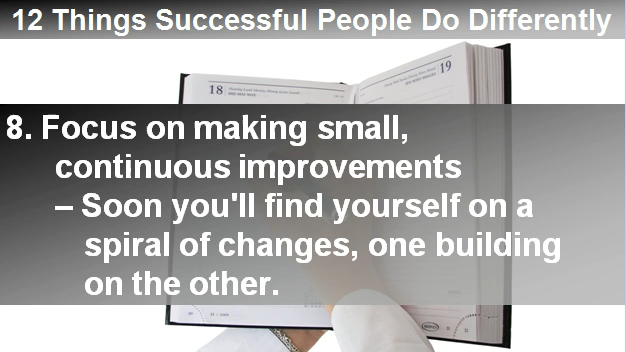 12 Things Successful People Do Differently
18
19
8. Focus on making small,
continuous improvements
– Soon you'll find yourself on a
spiral of changes, one building
on the other.